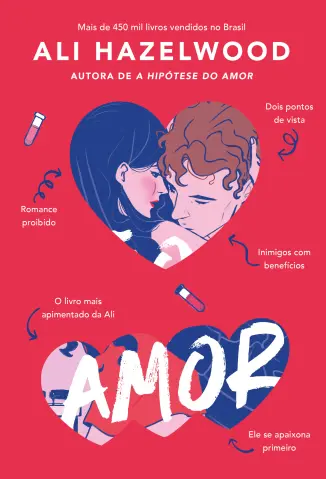 Mais de 450 mil livros vendidos no Brasil
ALI HAZELWOOD
AUTORA DE A HIPÓTESE DO AMOR
Dois pontos
de vista
Romance
proibido
Inimigos com
benefícios
O livro mais
apimentado da Ali
AMOR
Ele se apaixona
primeiro